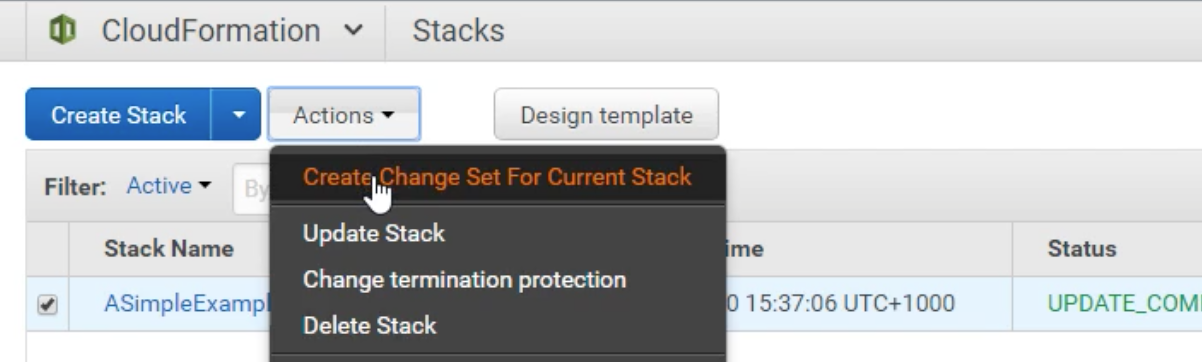 CloudFormation Stacks
Create Stack Actions Design template
Create Change Set For Current Stack
Filter: Active By
Update Stack
Stack Name ime Status
Change termination protection
ASimpleExampl 0 15:37:06 UTC+1000 UPDATE_COM
Delete Stack